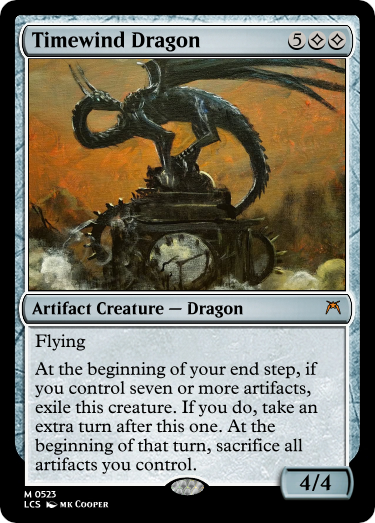 Timewind Dragon 5
Artifact Creature — Dragon
Flying
At the beginning of your end step, if
you control seven or more artifacts,
exile this creature. If you do, take an
extra turn after this one. At the
beginning of that turn, sacrifice all
artifacts you control.
4/4
M 0523
LCS MK COOPER